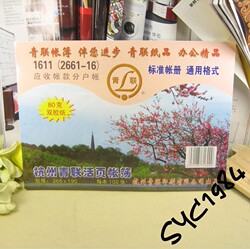 青联帐薄 伴您进步 青联纸品 办公精品
1611 (2661-16)
应收帐款分户帐
青 联
标准帐册 通用格式
80克
双胶纸
杭州青联活页帐薄
SYC1984